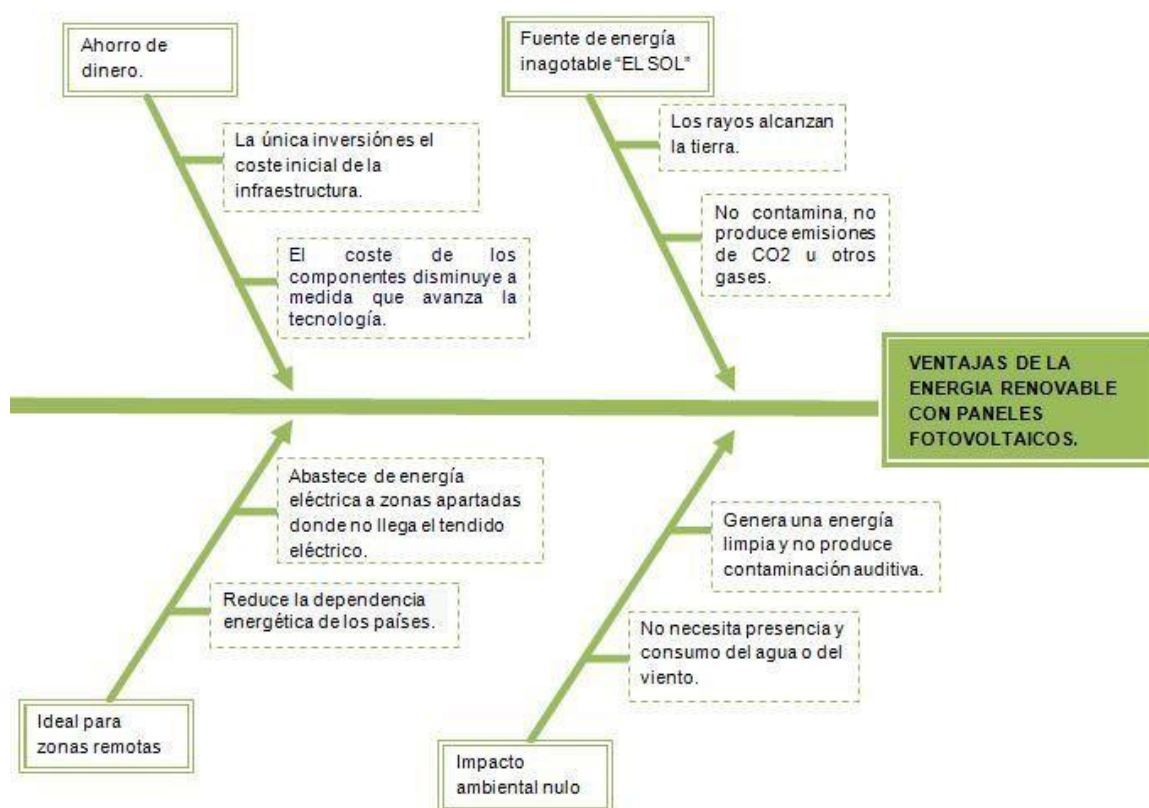 Ahorro de
dinero.
La única inversión es el
coste inicial de la
infraestructura.
El coste de los
componentes disminuye a
medida que avanza la
tecnología.
Fuente de energía
inagotable “EL SOL”
Los rayos alcanzan
la tierra.
No contamina, no
produce emisiones
de CO2 u otros
gases.
VENTAJAS DE LA
ENERGIA RENOVABLE
CON PANELES
FOTOVOLTAICOS.
Abastece de energía
eléctrica a zonas apartadas
donde no llega el tendido
eléctrico.
Reduce la dependencia
energética de los países.
Ideal para
zonas remotas
Genera una energía
limpia y no produce
contaminación auditiva.
No necesita presencia y
consumo del agua o del
viento.
Impacto
ambiental nulo